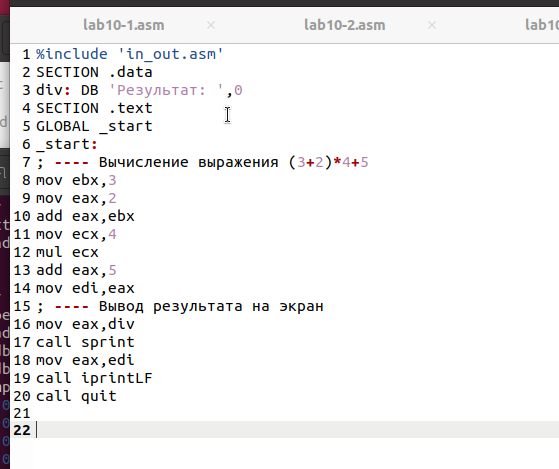 lab10-1.asm × lab10-2.asm × lab10
1 %include 'in_out.asm'
2 SECTION .data
3 div: DB 'Результат: ',0
4 SECTION .text
5 GLOBAL _start
6 _start:
7 ; ---- Вычисление выражения (3+2)*4+5
8 mov ebx,3
9 mov eax,2
10 add eax,ebx
11 mov ecx,4
12 mul ecx
13 add eax,5
14 mov edi,eax
15 ; ---- Вывод результата на экран
16 mov eax,div
17 call sprint
18 mov eax,edi
19 call iprintLF
20 call quit
21
22